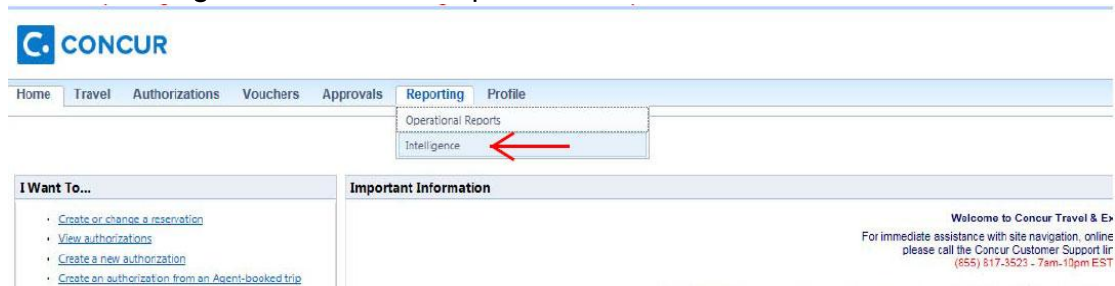 C. CONCUR
Home Travel Authorizations Vouchers Approvals Reporting Profile
Operational Reports
Intelligence
I Want To...
Create or change a reservation
View authorizations
Create a new authorization
Create an authorization from an Agent-booked trip
Important Information
Welcome to Concur Travel & Ex
For immediate assistance with site navigation, online
please call the Concur Customer Support lin
(855) 817-3523 - 7am-10pm EST